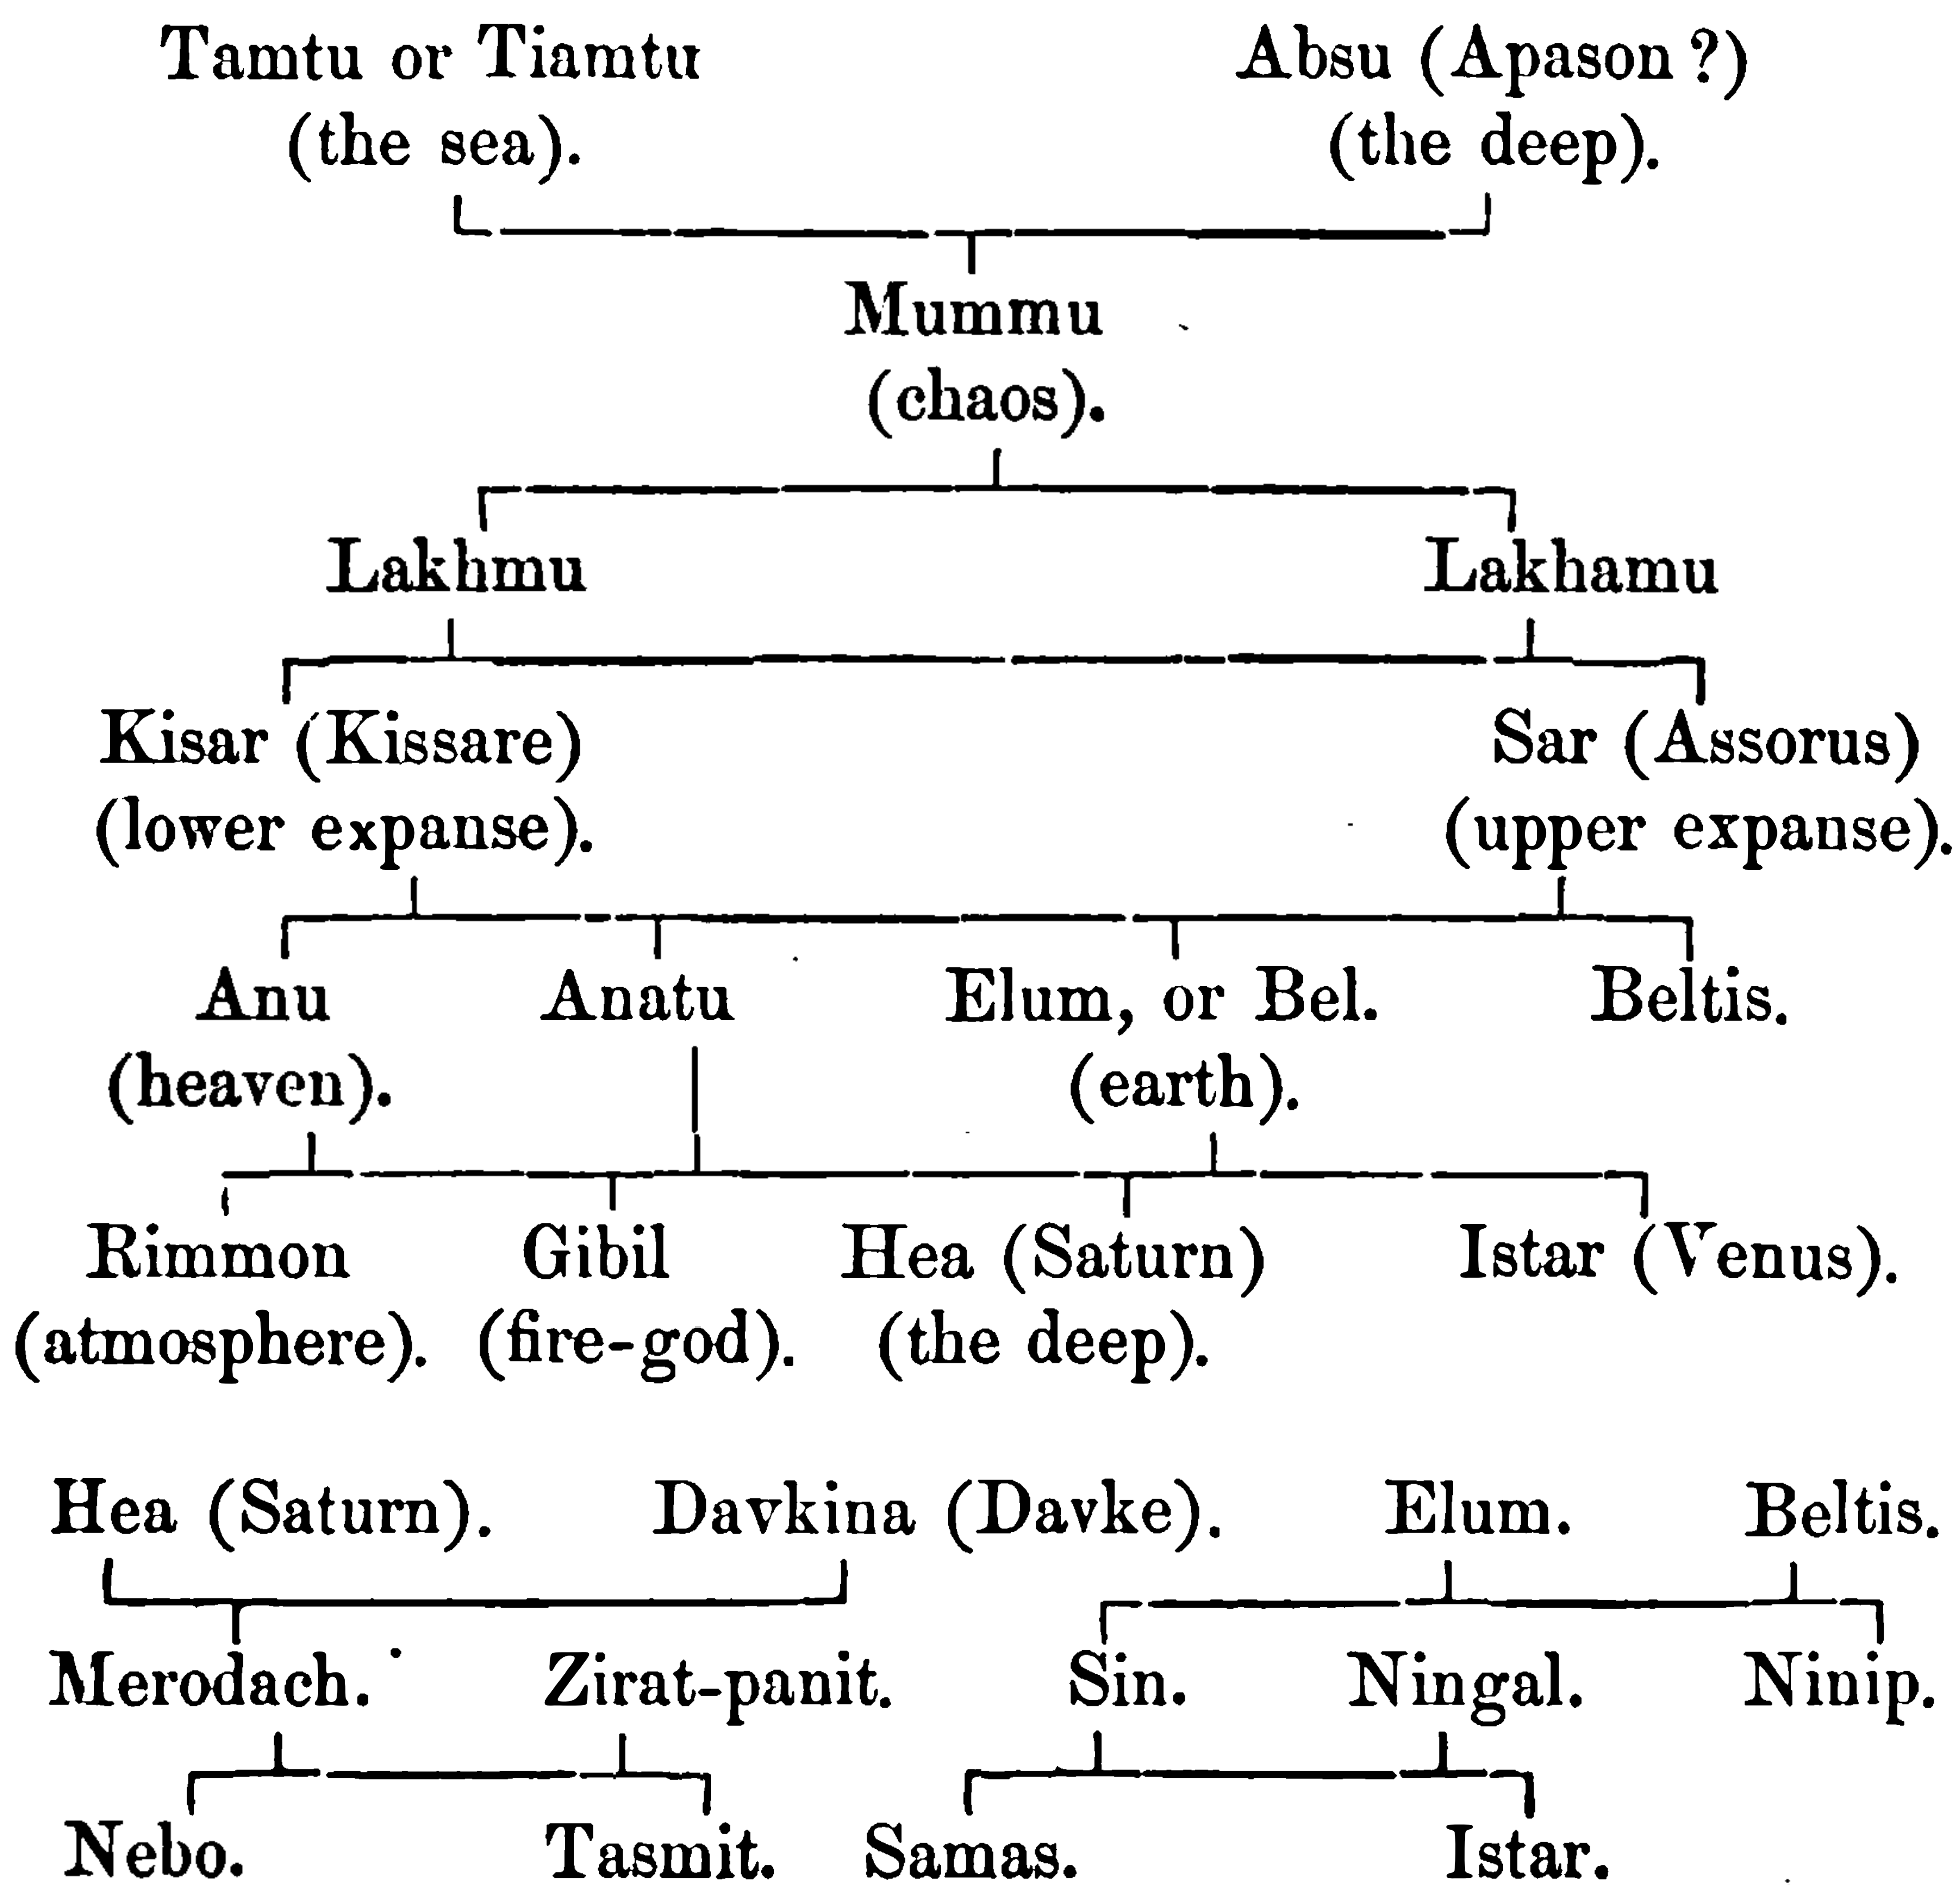 Tamtu or Tiamtu Absu (Apason?)
(the sea). (the deep).
Mummu
(chaos).
Lakhmu Lakhamu
Kisar (Kissare) Sar (Assorus)
(lower expanse). (upper expanse).
Anu Anatu Elum, or Bel. Beltis.
(heaven). (earth).
Rimmon Gibil Hea (Saturn) Istar (Venus).
(atmosphere). (fire-god). (the deep).
Hea (Saturn). Davkina (Davke). Elum. Beltis.
Merodach. Zirat-panit. Sin. Ningal. Ninip.
Nebo. Tasmit. Samas. Istar.